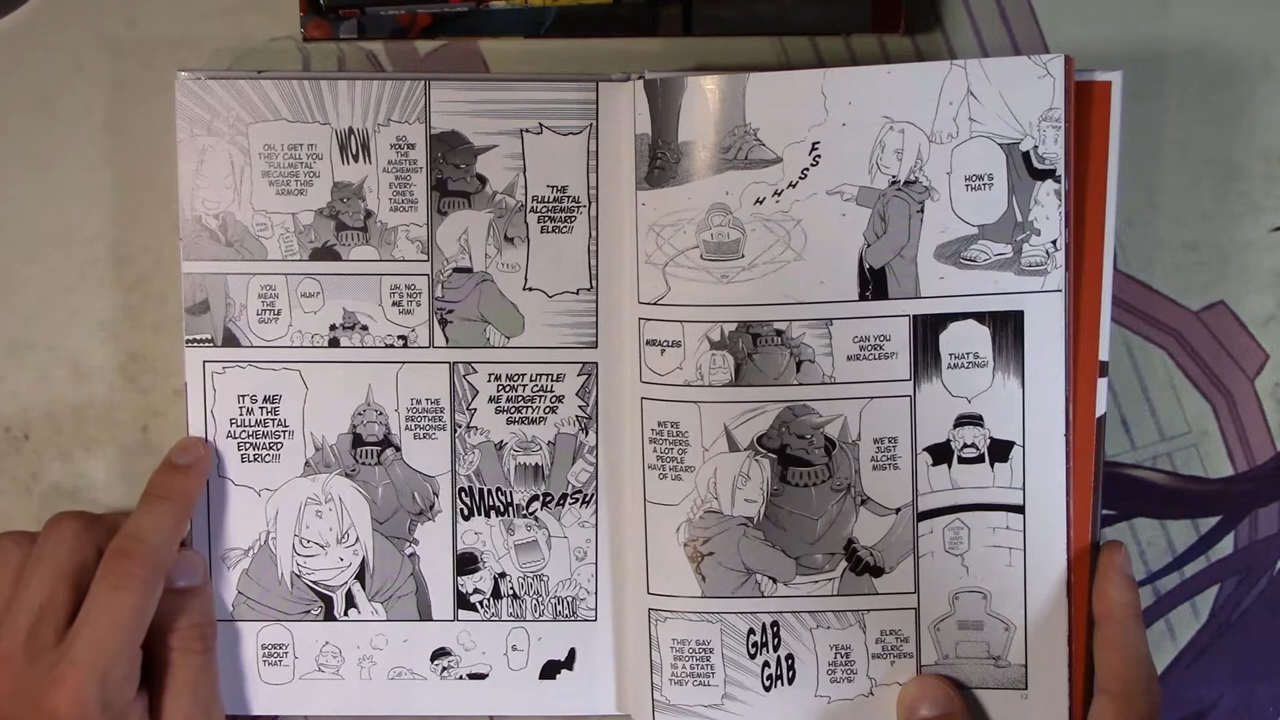 HOW'S
THAT?
THAT'S...
AMAZING!
CAN YOU
WORK
MIRACLES?!
MIRACLES
?
WE'RE
JUST
ALCHE-
MISTS.
WE'RE
THE ELRIC
BROTHERS.
A LOT OF
PEOPLE
HAVE HEARD
OF US.
ELRIC,
EH... THE
ELRIC
BROTHERS
?
YEAH,
I'VE
HEARD
OF YOU
GUYS!
GAB
GAB
THEY SAY
THE OLDER
BROTHER
IS A STATE
ALCHEMIST
THEY CALL...
12
"THE
FULLMETAL
ALCHEMIST,"
EDWARD
ELRIC!!
YES!
SO,
YOU'RE
THE
MASTER
ALCHEMIST
WHO
EVERY-
ONE'S
TALKING
ABOUT!!
WOW
OH, I GET IT!
THEY CALL YOU
"FULLMETAL"
BECAUSE YOU
WEAR THIS
ARMOR!
UH, NO...
IT'S NOT
ME. IT'S
HIM!
HUH?
YOU
MEAN
THE
LITTLE
GUY?
I'M NOT LITTLE!
DON'T CALL
ME MIDGET! OR
SHORTY! OR
SHRIMP!
SMASH
CRASH
WE DON'T
SAY ANY OF THAT!
I'M THE
YOUNGER
BROTHER,
ALPHONSE
ELRIC.
IT'S ME!
I'M THE
FULLMETAL
ALCHEMIST!!
EDWARD
ELRIC!!!
S...
SORRY
ABOUT
THAT...